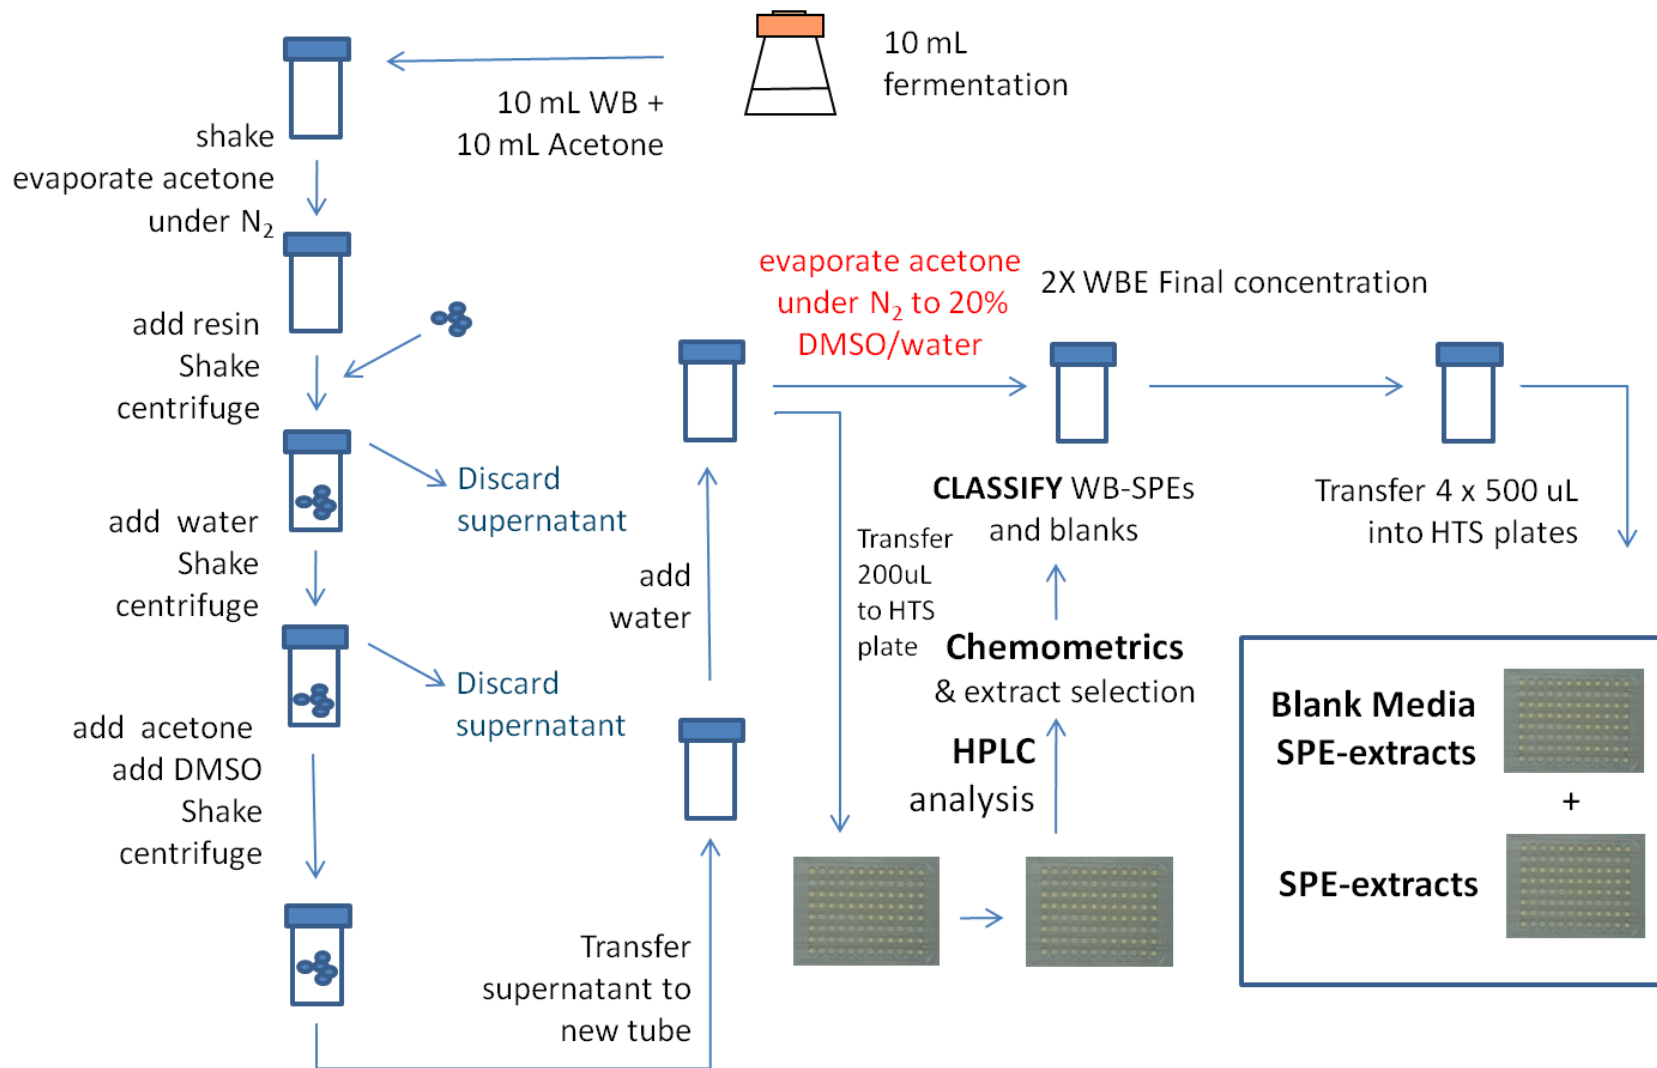 10 mL
fermentation
10 mL WB +
10 mL Acetone
shake
evaporate acetone
under N₂
add resin
Shake
centrifuge
Discard
supernatant
add water
Shake
centrifuge
Discard
supernatant
add acetone
add DMSO
Shake
centrifuge
Transfer
supernatant to
new tube
add
water
evaporate acetone
under N₂ to 20%
DMSO/water
2X WBE Final concentration
Transfer
200uL
to HTS
plate
HPLC
analysis
Chemometrics
& extract selection
CLASSIFY WB-SPEs
and blanks
Transfer 4 x 500 uL
into HTS plates
Blank Media
SPE-extracts
+
SPE-extracts